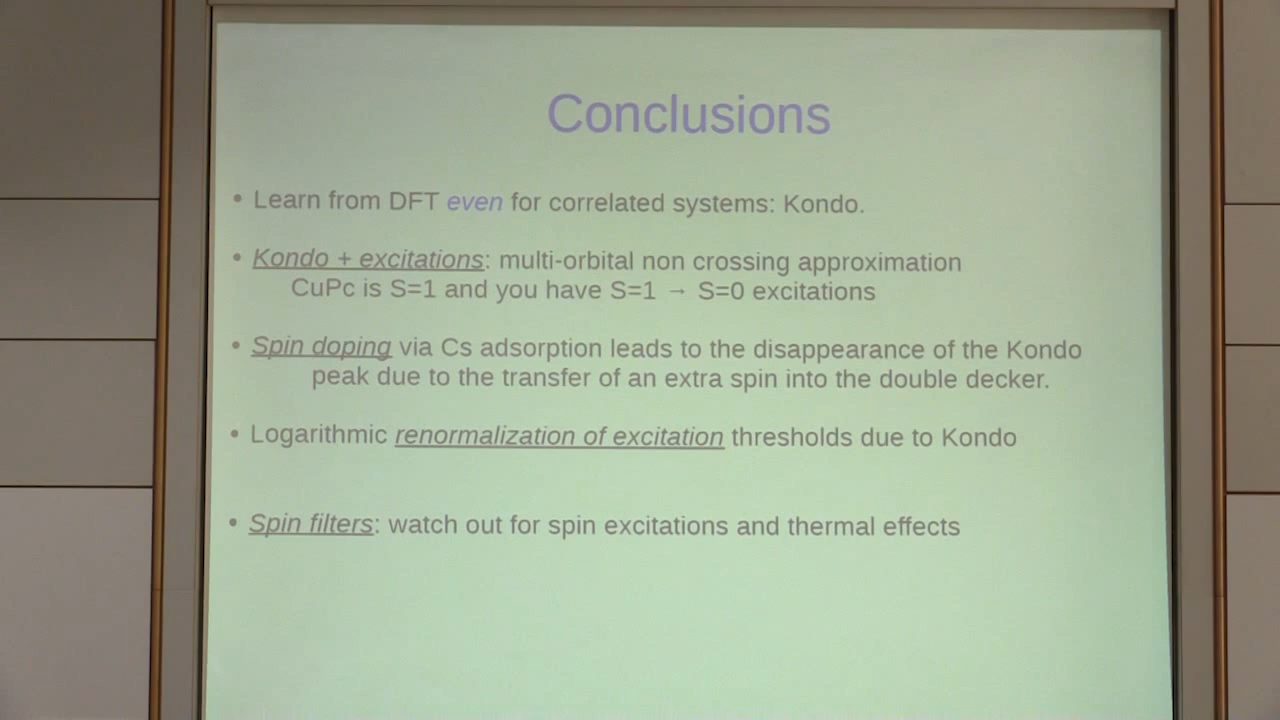 Conclusions
• Learn from DFT even for correlated systems: Kondo.
• Kondo + excitations: multi-orbital non crossing approximation
CuPc is S=1 and you have S=1 → S=0 excitations
• Spin doping via Cs adsorption leads to the disappearance of the Kondo
peak due to the transfer of an extra spin into the double decker.
• Logarithmic renormalization of excitation thresholds due to Kondo
• Spin filters: watch out for spin excitations and thermal effects